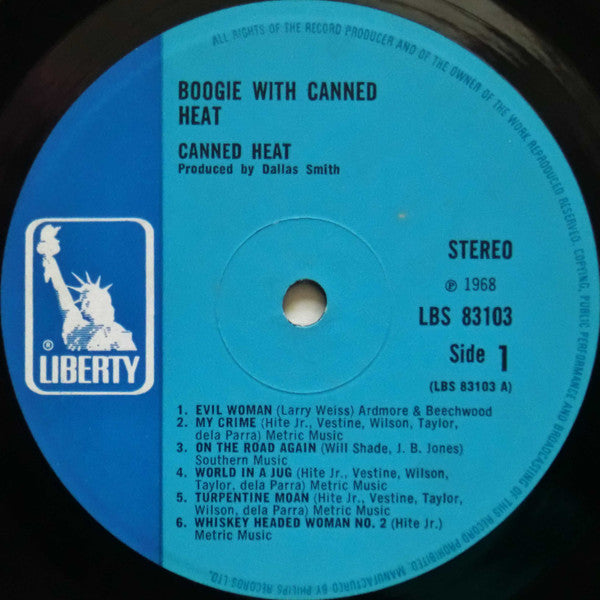 ALL RIGHTS OF THE RECORD PRODUCER AND OF THE OWNER OF THE WORK REPRODUCED RESERVED. COPYING, PUBLIC PERFORMANCE AND BROADCASTING OF THIS RECORD PROHIBITED. MANUFACTURED BY PHILIPS RECORDS LTD.
BOOGIE WITH CANNED
HEAT
CANNED HEAT
Produced by Dallas Smith
STEREO
℗ 1968
LBS 83103
Side 1
(LBS 83103 A)
® LIBERTY
1. EVIL WOMAN (Larry Weiss) Ardmore & Beechwood
2. MY CRIME (Hite Jr., Vestine, Wilson, Taylor,
dela Parra) Metric Music
3. ON THE ROAD AGAIN (Will Shade, J. B. Jones)
Southern Music
4. WORLD IN A JUG (Hite Jr., Vestine, Wilson,
Taylor, dela Parra) Metric Music
5. TURPENTINE MOAN (Hite Jr., Vestine, Taylor,
Wilson, dela Parra) Metric Music
6. WHISKEY HEADED WOMAN NO. 2 (Hite Jr.)
Metric Music